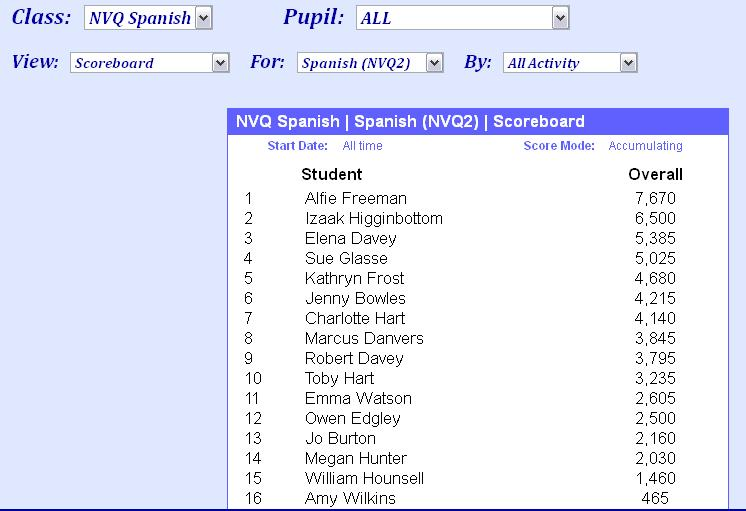 Class: NVQ Spanish Pupil: ALL
View: Scoreboard For: Spanish (NVQ2) By: All Activity
NVQ Spanish | Spanish (NVQ2) | Scoreboard
Start Date: All time Score Mode: Accumulating
Student Overall
1 Alfie Freeman 7,670
2 Izaak Higginbottom 6,500
3 Elena Davey 5,385
4 Sue Glasse 5,025
5 Kathryn Frost 4,680
6 Jenny Bowles 4,215
7 Charlotte Hart 4,140
8 Marcus Danvers 3,845
9 Robert Davey 3,795
10 Toby Hart 3,235
11 Emma Watson 2,605
12 Owen Edgley 2,500
13 Jo Burton 2,160
14 Megan Hunter 2,030
15 William Hounsell 1,460
16 Amy Wilkins 465